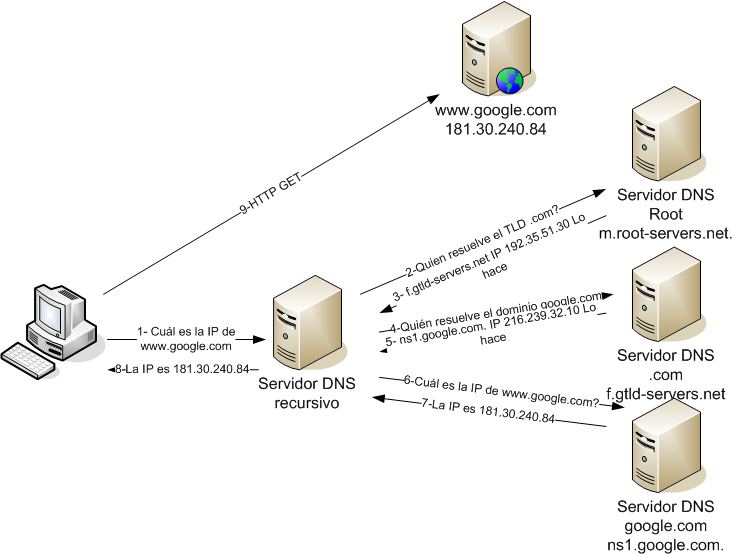 www.google.com
181.30.240.84
9-HTTP GET
Servidor DNS
Root
m.root-servers.net.
2-Quien resuelve el TLD .com?
3- f.gtld-servers.net IP 192.35.51.30 Lo
hace
1- Cuál es la IP de
www.google.com
8-La IP es 181.30.240.84
Servidor DNS
recursivo
4-Quién resuelve el dominio google.com
5- ns1.google.com. IP 216.239.32.10 Lo
hace
Servidor DNS
.com
f.gtld-servers.net
6-Cuál es la IP de www.google.com?
7-La IP es 181.30.240.84
Servidor DNS
google.com
ns1.google.com.